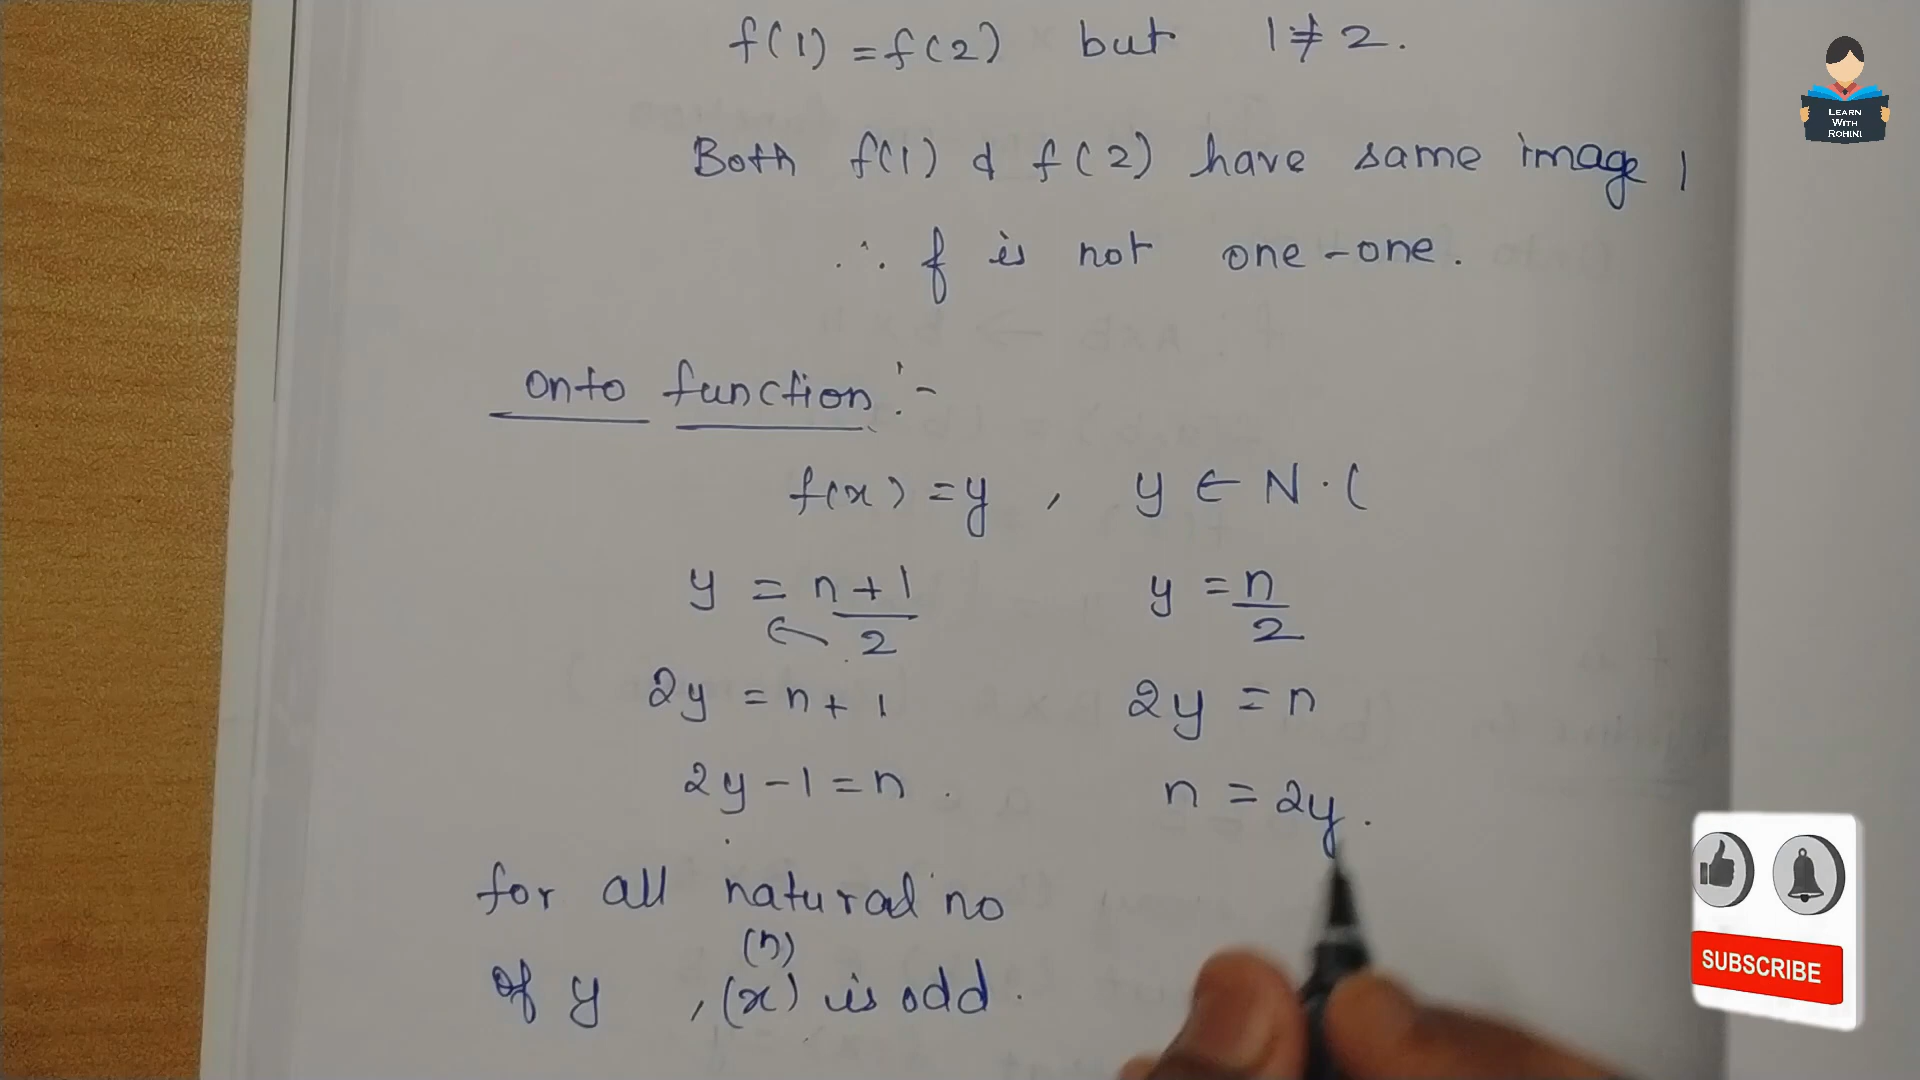 f(1) = f(2) but 1 ≠ 2.
LEARN
WITH
ROHINI
Both f(1) & f(2) have same image 1
∴ f is not one-one.
onto function :-
f(x) = y , y ∈ N . (
y = n+1/2 y = n/2
2y = n+1 2y = n
2y-1 = n . n = 2y.
for all natural no
(n)
of y , (x) is odd .
SUBSCRIBE